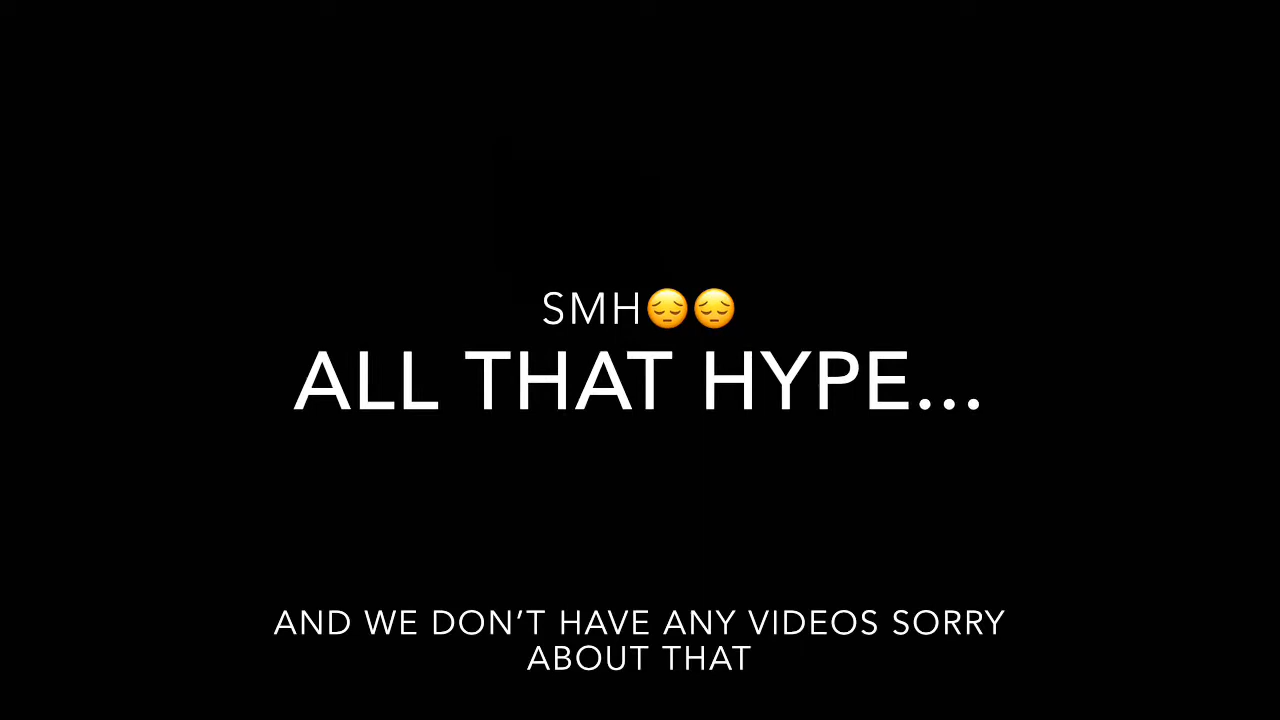 SMH😔😔
ALL THAT HYPE...
AND WE DON’T HAVE ANY VIDEOS SORRY
ABOUT THAT